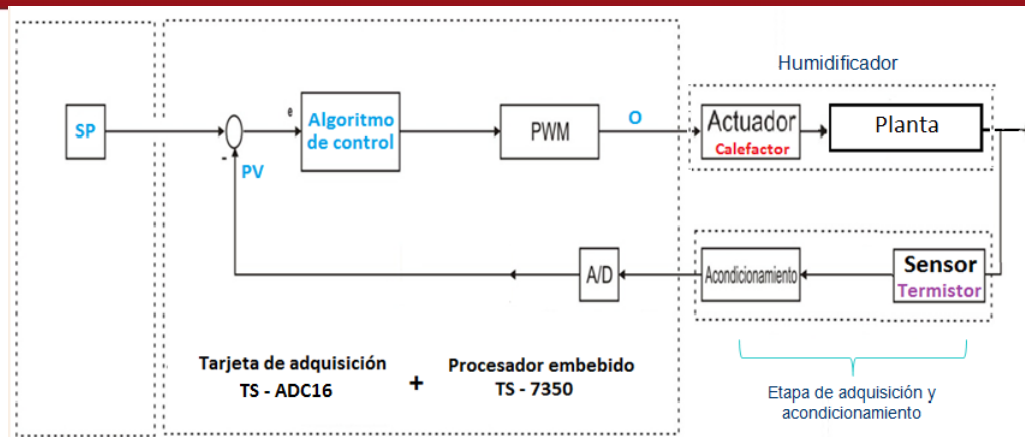 Humidificador
SP
e
Algoritmo
de control
PWM
O
Actuador
Calefactor
Planta
-
PV
A/D
Acondicionamiento
Sensor
Termistor
Tarjeta de adquisición
TS - ADC16
+
Procesador embebido
TS - 7350
Etapa de adquisición y
acondicionamiento